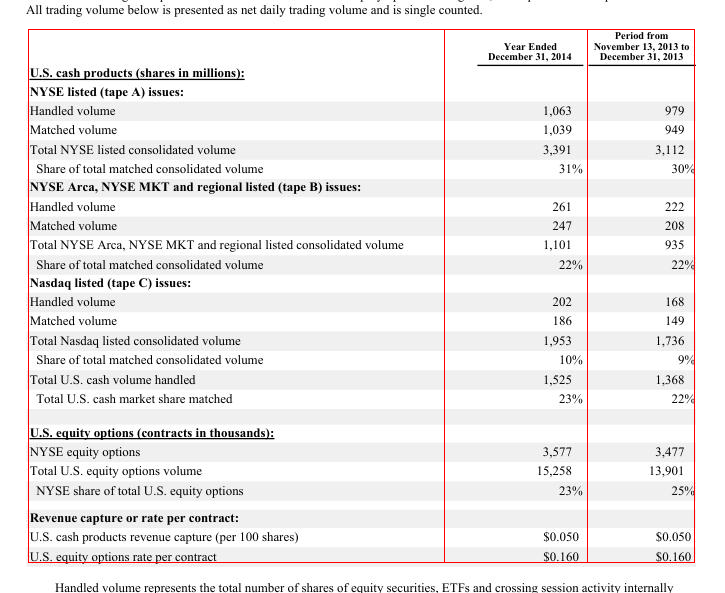 All trading volume below is presented as net daily trading volume and is single counted.
Year Ended December 31, 2014 Period from November 13, 2013 to December 31, 2013
U.S. cash products (shares in millions):
NYSE listed (tape A) issues:
Handled volume 1,063 979
Matched volume 1,039 949
Total NYSE listed consolidated volume 3,391 3,112
Share of total matched consolidated volume 31% 30%
NYSE Arca, NYSE MKT and regional listed (tape B) issues:
Handled volume 261 222
Matched volume 247 208
Total NYSE Arca, NYSE MKT and regional listed consolidated volume 1,101 935
Share of total matched consolidated volume 22% 22%
Nasdaq listed (tape C) issues:
Handled volume 202 168
Matched volume 186 149
Total Nasdaq listed consolidated volume 1,953 1,736
Share of total matched consolidated volume 10% 9%
Total U.S. cash volume handled 1,525 1,368
Total U.S. cash market share matched 23% 22%
U.S. equity options (contracts in thousands):
NYSE equity options 3,577 3,477
Total U.S. equity options volume 15,258 13,901
NYSE share of total U.S. equity options 23% 25%
Revenue capture or rate per contract:
U.S. cash products revenue capture (per 100 shares) $0.050 $0.050
U.S. equity options rate per contract $0.160 $0.160
Handled volume represents the total number of shares of equity securities, ETFs and crossing session activity internally